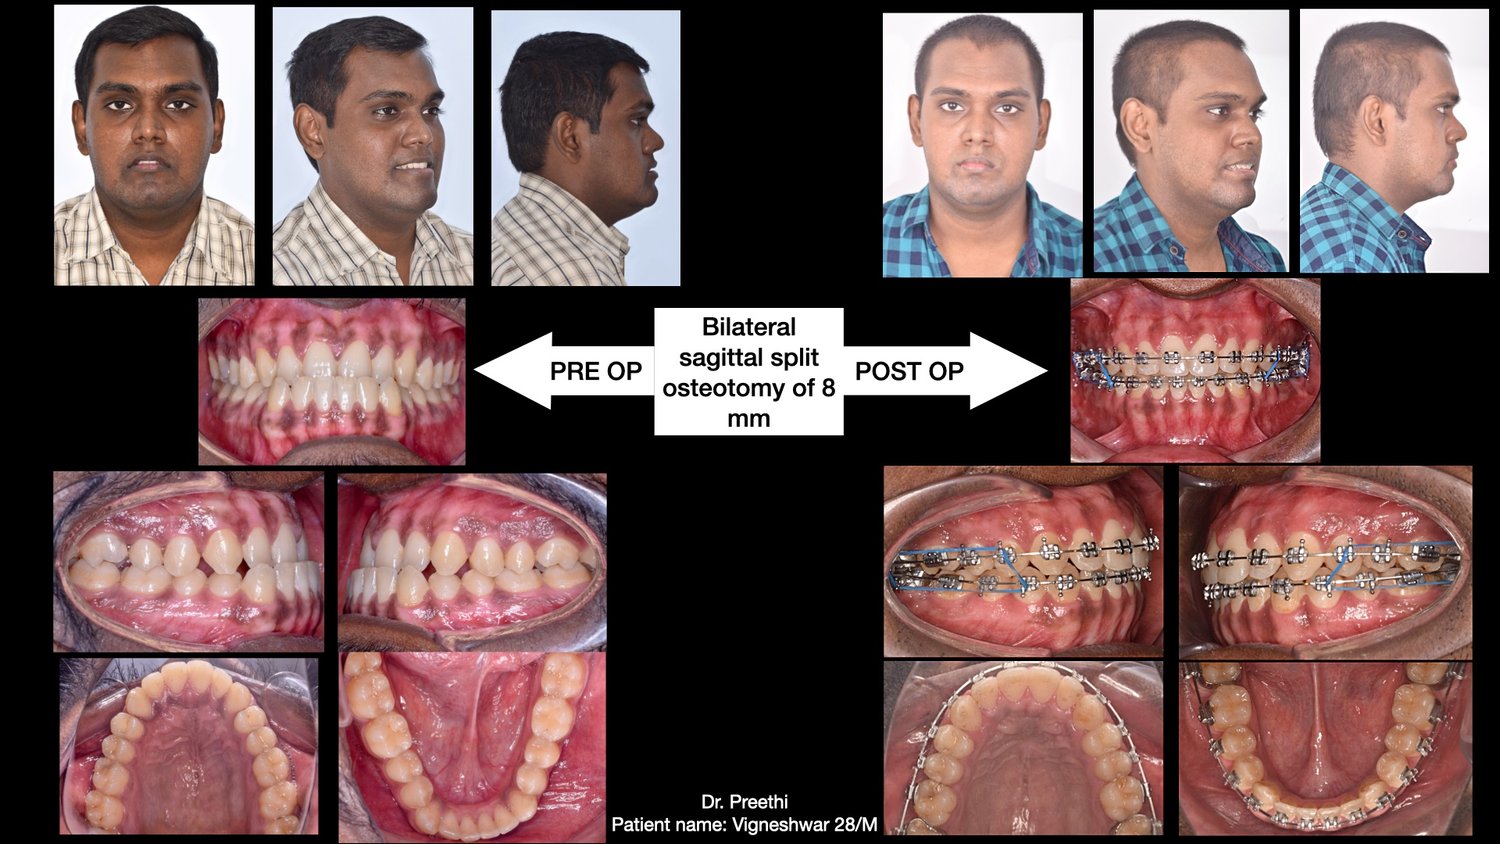 Bilateral
sagittal split
osteotomy of 8
mm
PRE OP
POST OP
Dr. Preethi
Patient name: Vigneshwar 28/M